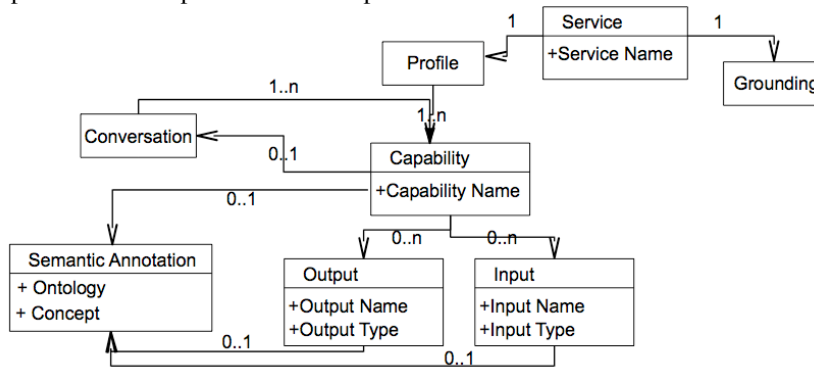 1
Service
1
+Service Name
Profile
Grounding
1..n
1..n
Conversation
0..1
Capability
+Capability Name
0..1
0..n
0..n
Semantic Annotation
+ Ontology
+ Concept
Output
+Output Name
+Output Type
Input
+Input Name
+Input Type
0..1
0..1